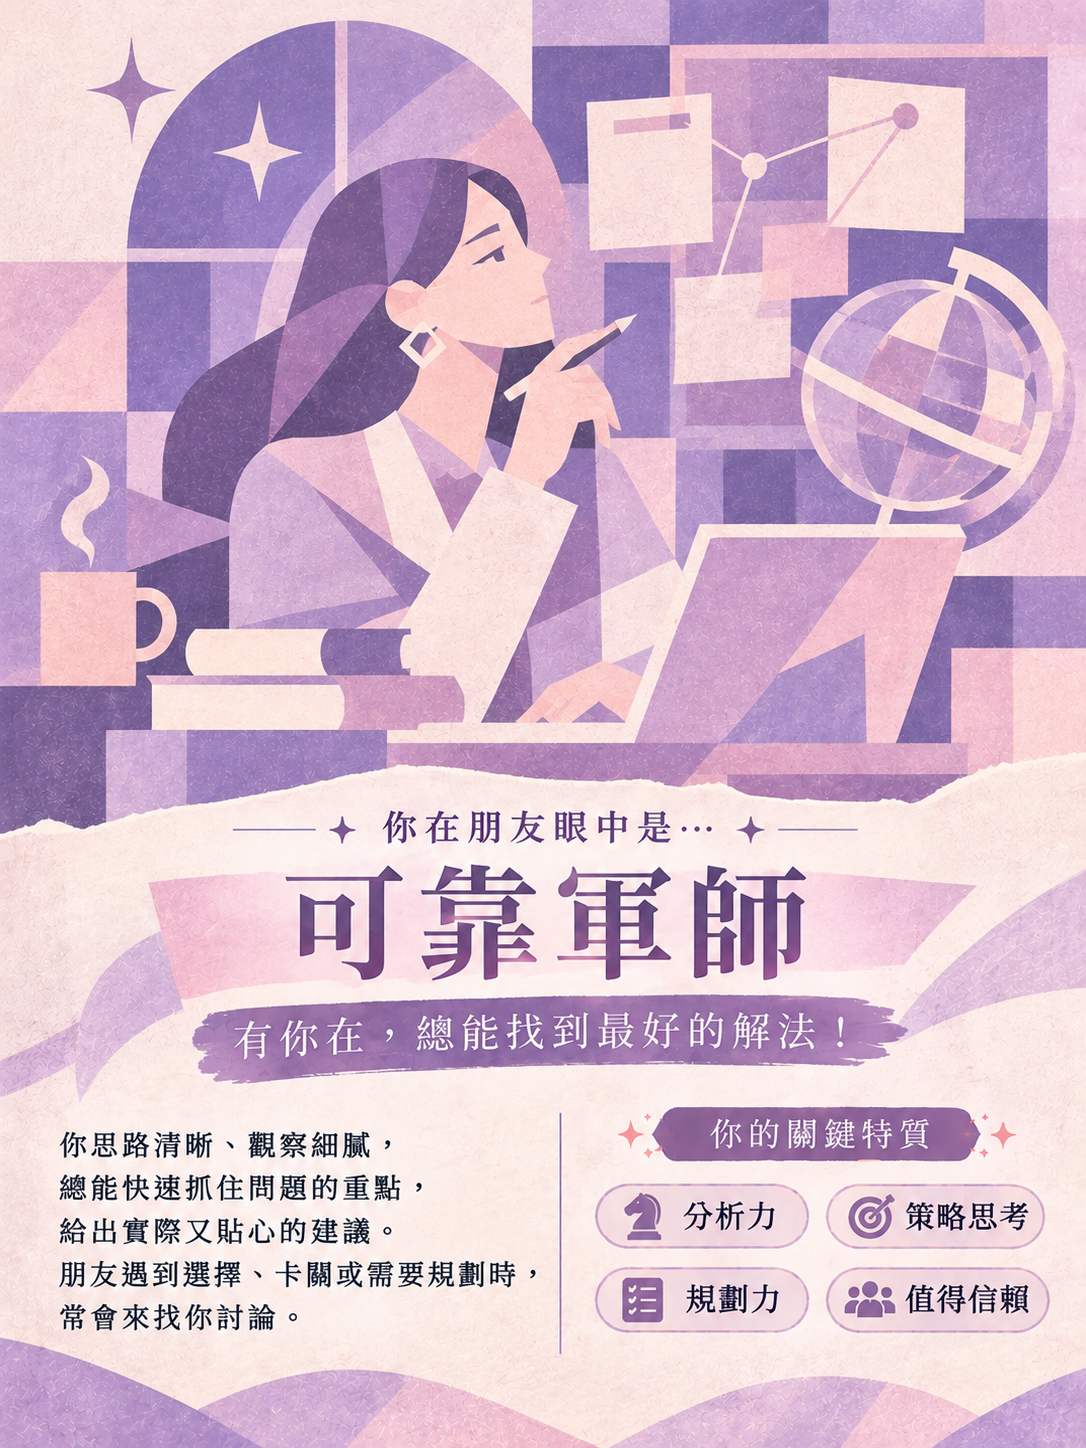 你在朋友眼中是…
可靠軍師
有你在，總能找到最好的解法！
你思路清晰、觀察細膩，
總能快速抓住問題的重點，
給出實際又貼心的建議。
朋友遇到選擇、卡關或需要規劃時，
常會來找你討論。
你的關鍵特質
分析力
策略思考
規劃力
值得信賴